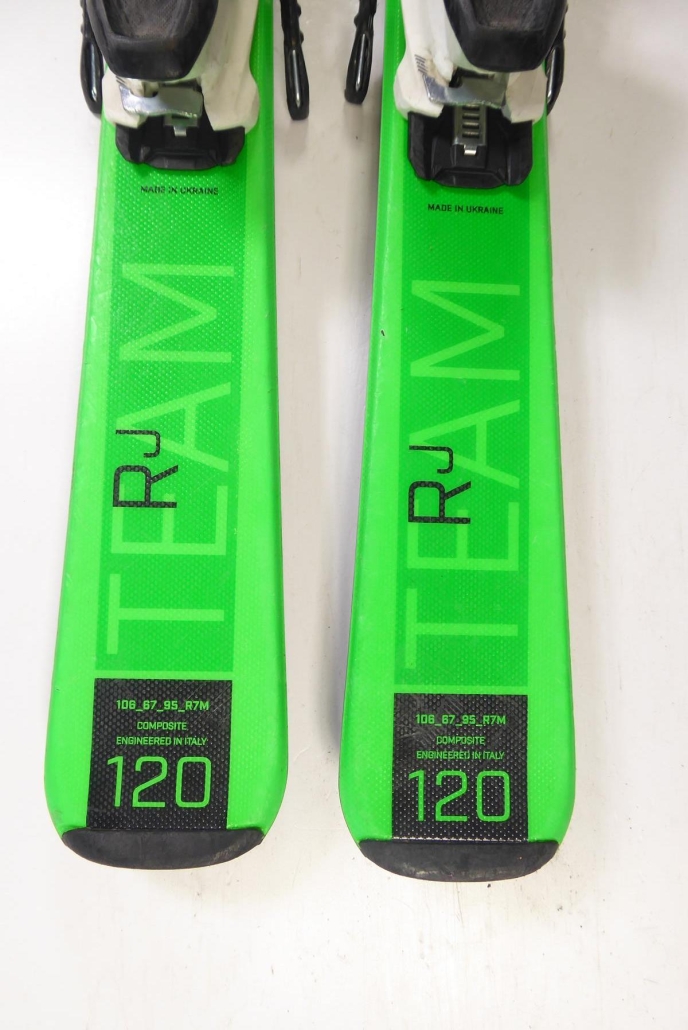 MADE IN UKRAINE
TEAM
RJ
106_67_95_R7M
COMPOSITE
ENGINEERED IN ITALY
120
MADE IN UKRAINE
TEAM
RJ
106_67_95_R7M
COMPOSITE
ENGINEERED IN ITALY
120